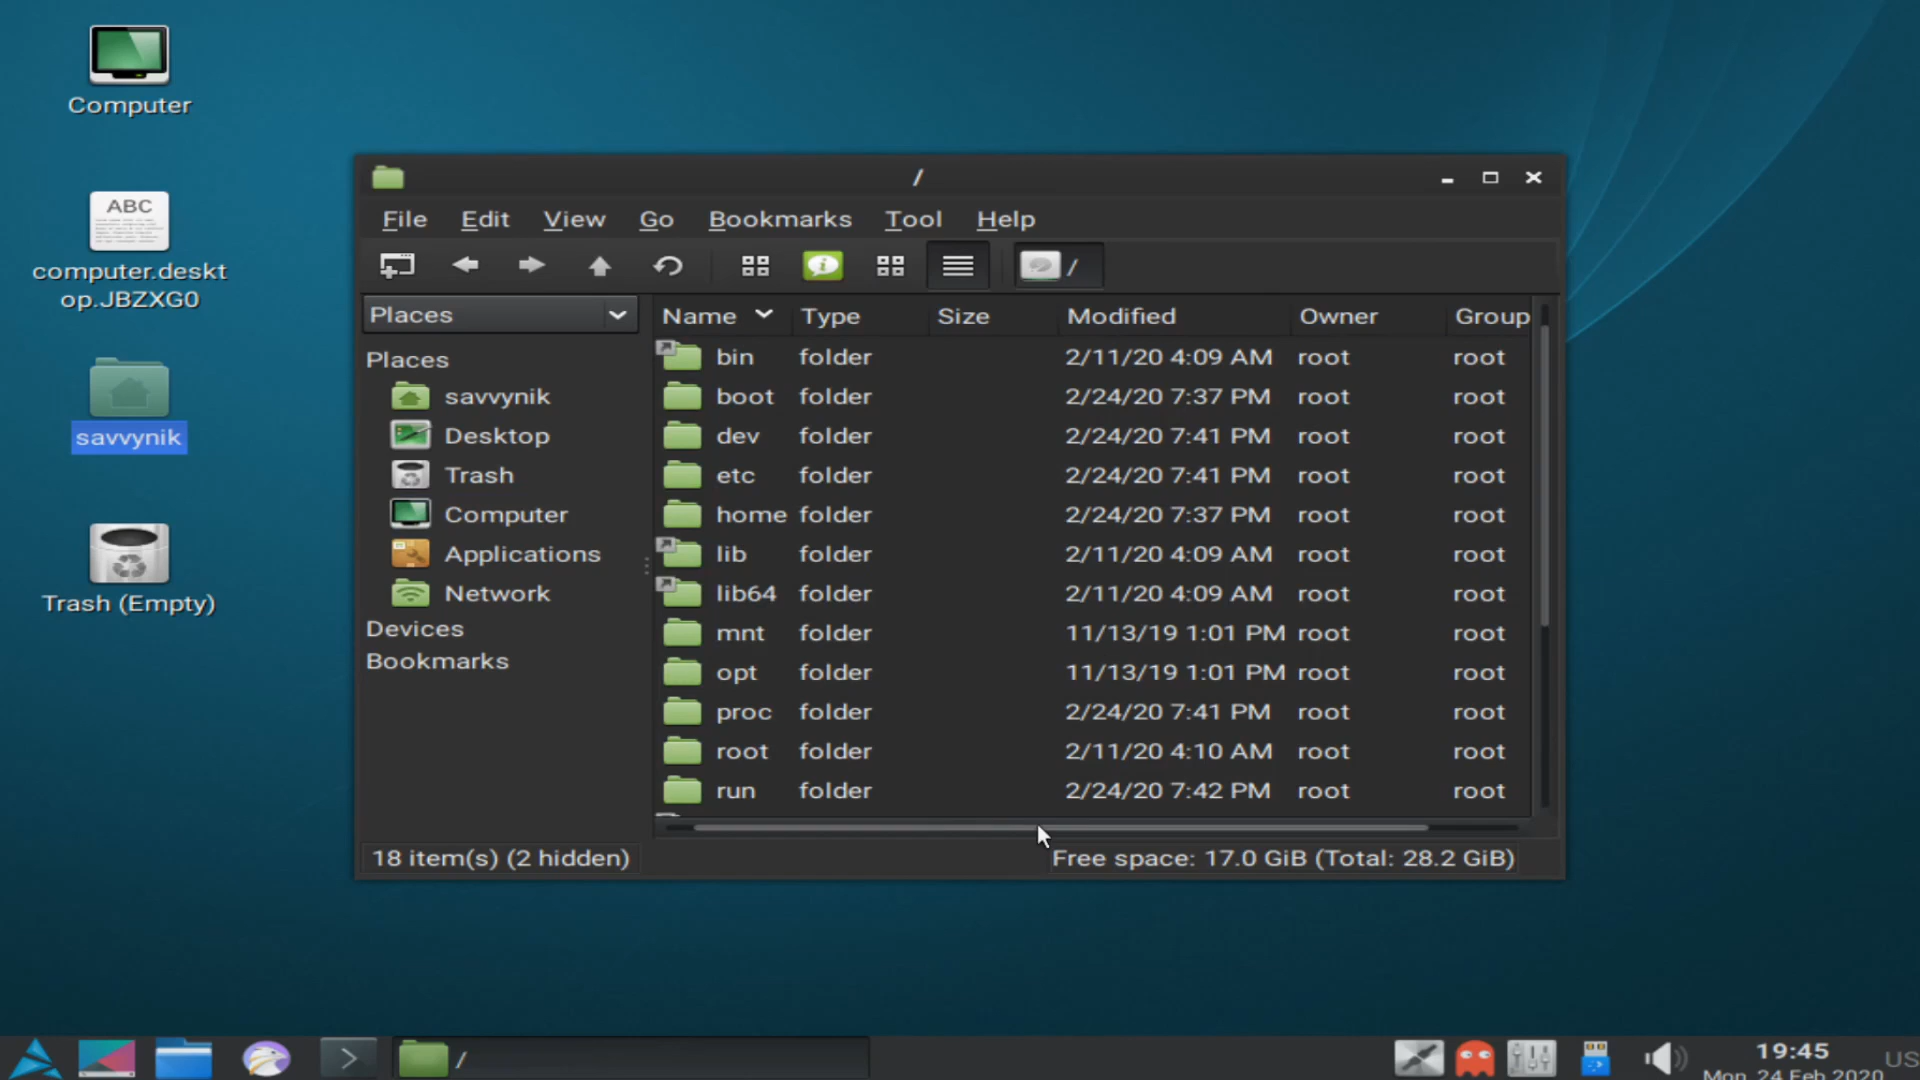 Computer
ABC
computer.deskt
op.JBZXG0
savvynik
Trash (Empty)
/
File Edit View Go Bookmarks Tool Help
/
Places
Places
savvynik
Desktop
Trash
Computer
Applications
Network
Devices
Bookmarks
Name Type Size Modified Owner Group
bin folder 2/11/20 4:09 AM root root
boot folder 2/24/20 7:37 PM root root
dev folder 2/24/20 7:41 PM root root
etc folder 2/24/20 7:41 PM root root
home folder 2/24/20 7:37 PM root root
lib folder 2/11/20 4:09 AM root root
lib64 folder 2/11/20 4:09 AM root root
mnt folder 11/13/19 1:01 PM root root
opt folder 11/13/19 1:01 PM root root
proc folder 2/24/20 7:41 PM root root
root folder 2/11/20 4:10 AM root root
run folder 2/24/20 7:42 PM root root
18 item(s) (2 hidden)
Free space: 17.0 GiB (Total: 28.2 GiB)
/
19:45
Mon 24 Feb 2020
US